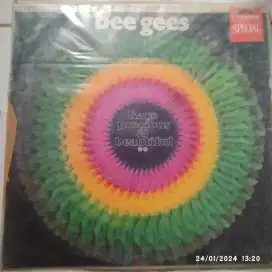 bee gees
SPECIAL
Rare
precious
&
beautiful
24/01/2024 13:20